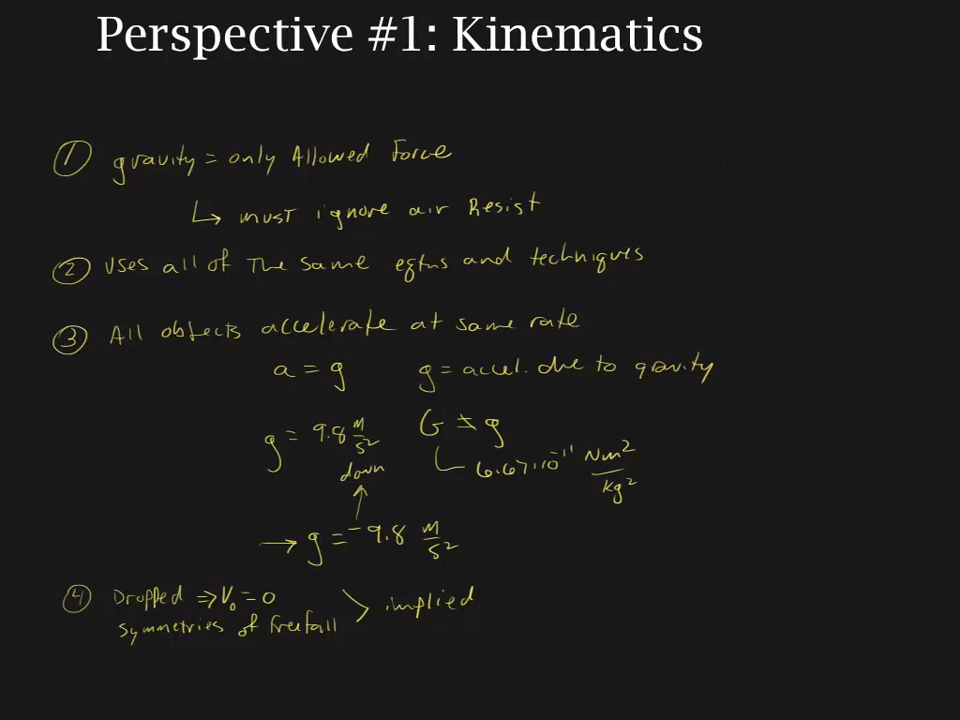 Perspective #1: Kinematics
① gravity = only Allowed Force
↳ must ignore air Resist
② Uses all of The same eqtns and techniques
③ All objects accelerate at same rate
a = g g = accel. due to gravity
g = 9.8 m/s² G ≠ g
down 6.67·10⁻¹¹ Nm²/kg²
→ g = -9.8 m/s²
④ Dropped ⇒ V₀ = 0 > implied
symmetries of freefall